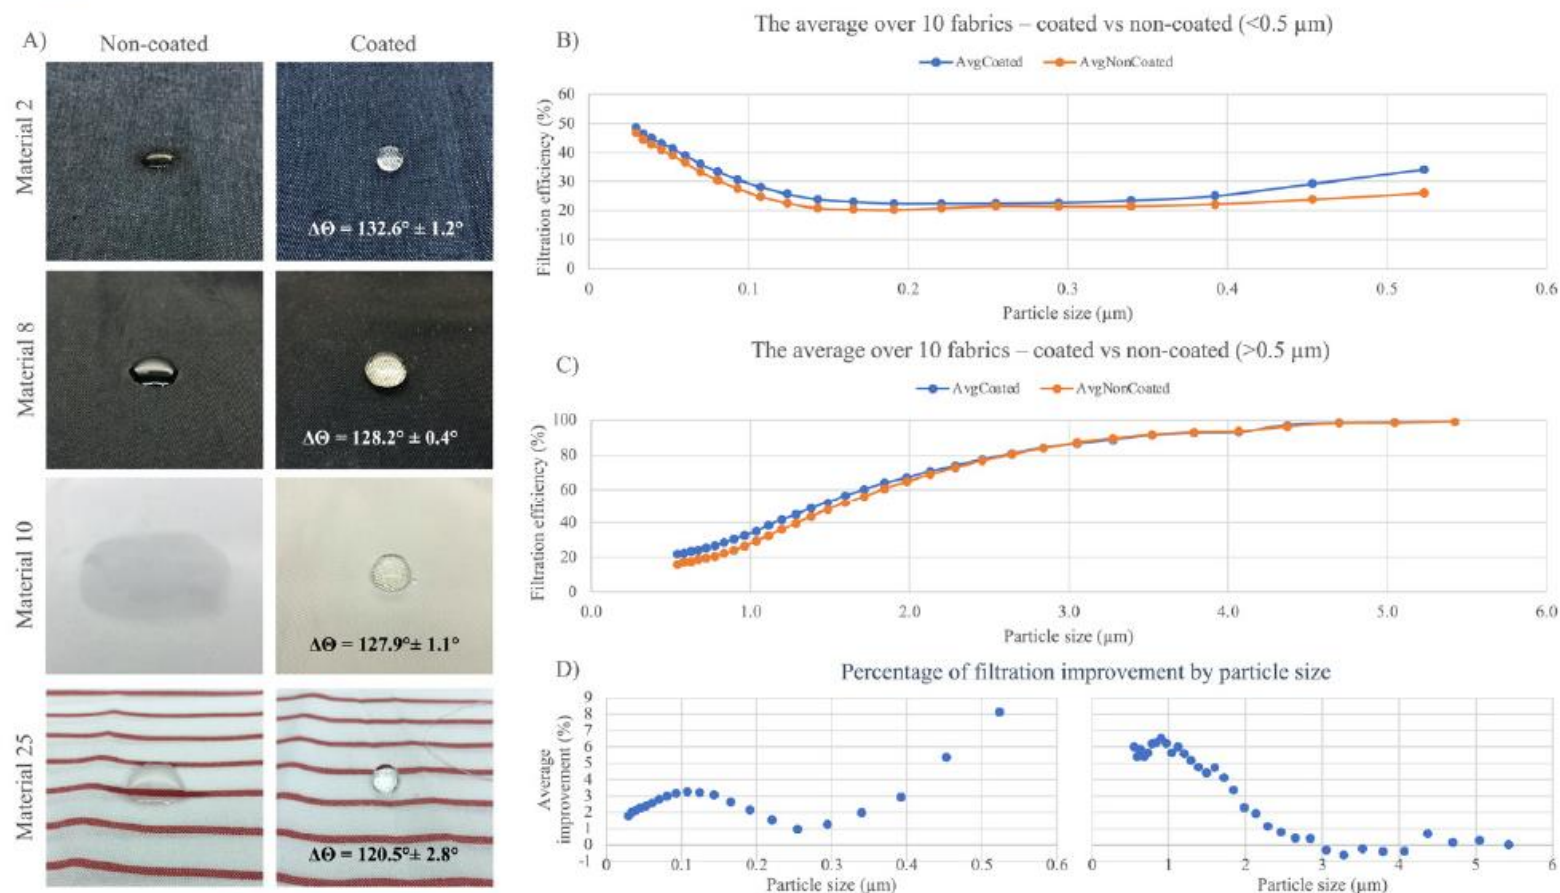 A)
Non-coated
Coated
Material 2
ΔΘ = 132.6° ± 1.2°
Material 8
ΔΘ = 128.2° ± 0.4°
Material 10
ΔΘ = 127.9°± 1.1°
Material 25
ΔΘ = 120.5°± 2.8°
B)
The average over 10 fabrics – coated vs non-coated (<0.5 µm)
AvgCoated
AvgNonCoated
Filtration efficiency (%)
60
50
40
30
20
10
0
0 0.1 0.2 0.3 0.4 0.5 0.6
Particle size (µm)
C)
The average over 10 fabrics – coated vs non-coated (>0.5 µm)
AvgCoated
AvgNonCoated
Filtration efficiency (%)
100
80
60
40
20
0
0.0 1.0 2.0 3.0 4.0 5.0 6.0
Particle size (µm)
D)
Percentage of filtration improvement by particle size
Average
improvement (%)
9
8
7
6
5
4
3
2
1
0
-1
0 0.1 0.2 0.3 0.4 0.5 0.6
Particle size (µm)
0 1 2 3 4 5 6
Particle size (µm)